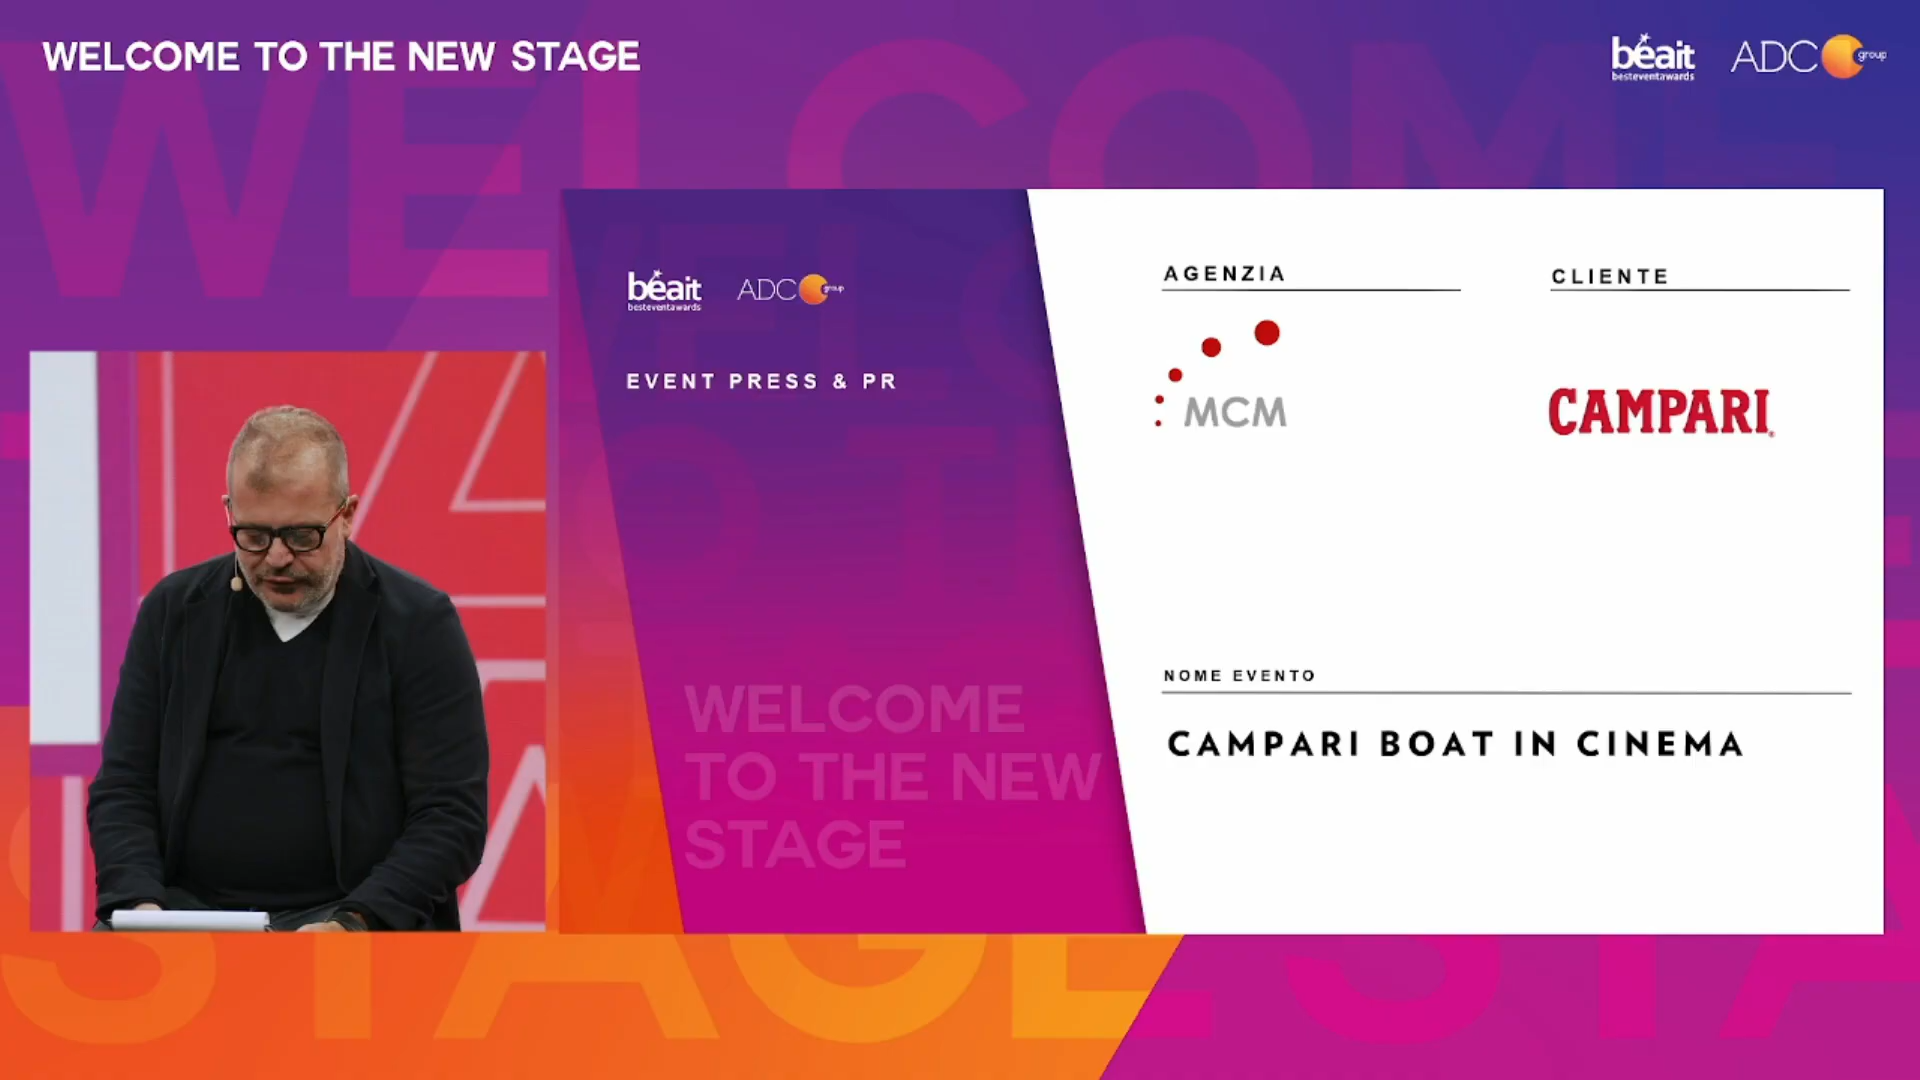 WELCOME TO THE NEW STAGE
béait
besteventawards
ADC group
béait
besteventawards
ADC group
EVENT PRESS & PR
WELCOME
TO THE NEW
STAGE
AGENZIA
MCM
CLIENTE
CAMPARI
NOME EVENTO
CAMPARI BOAT IN CINEMA